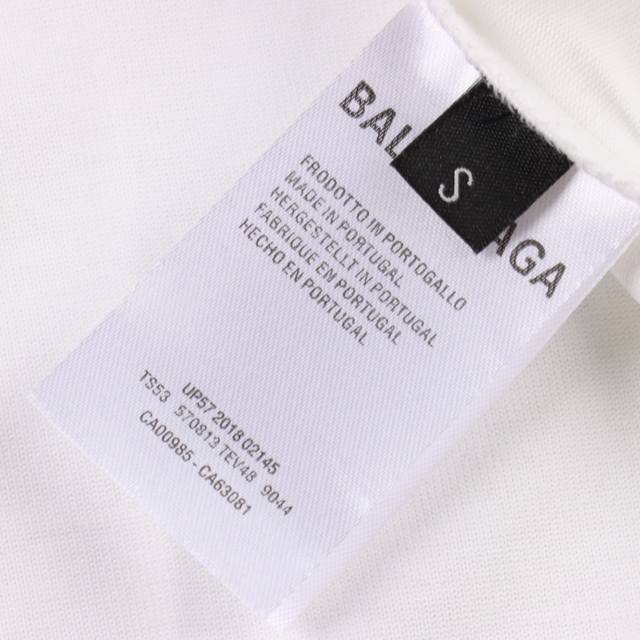 BAL AGA
S
PRODOTTO IN PORTOGALLO
MADE IN PORTUGAL
HERGESTELLT IN PORTUGAL
FABRIQUE EN PORTUGAL
HECHO EN PORTUGAL
UP57 2018 02145
TS53 570813 TEV48 9044
CA00985 - CA63081